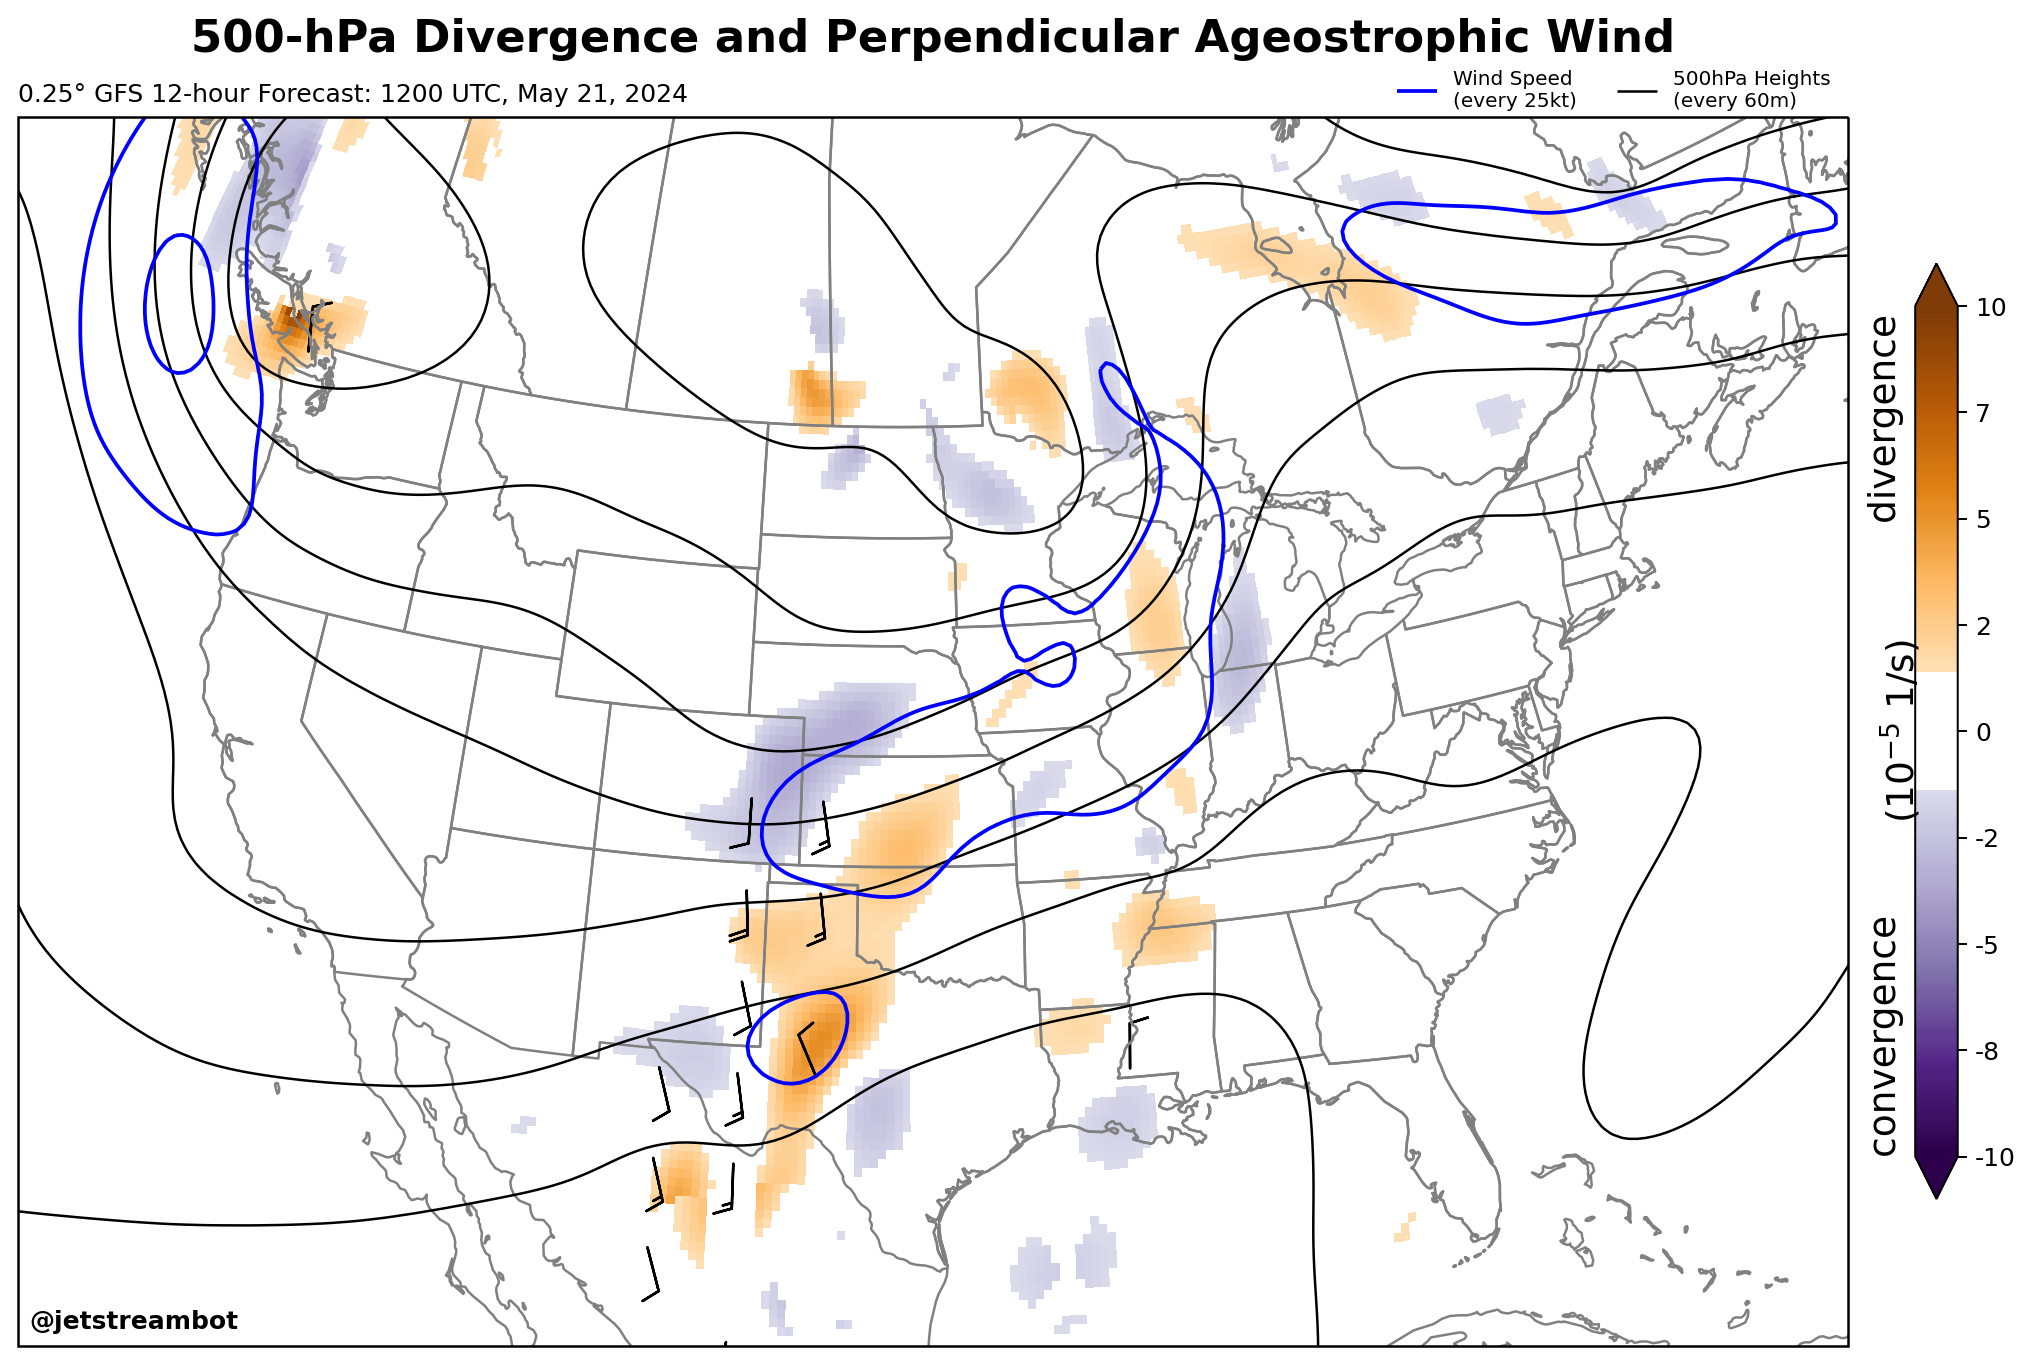 500-hPa Divergence and Perpendicular Ageostrophic Wind
0.25° GFS 12-hour Forecast: 1200 UTC, May 21, 2024
Wind Speed
(every 25kt)
500hPa Heights
(every 60m)
10
7
5
2
0
-2
-5
-8
-10
divergence
(10⁻⁵ 1/s)
convergence
@jetstreambot